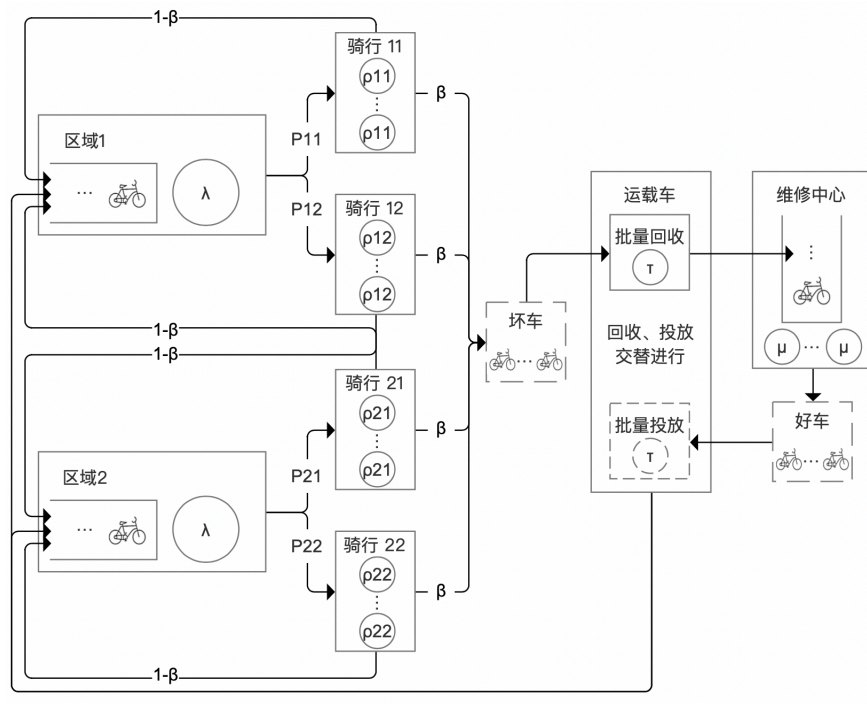 1-β
骑行 11
ρ11
⋮
ρ11
β
区域1
…
λ
P11
P12
骑行 12
ρ12
⋮
ρ12
β
1-β
1-β
坏车
…
运载车
批量回收
τ
回收、投放
交替进行
批量投放
τ
维修中心
⋮
μ
…
μ
好车
…
骑行 21
ρ21
⋮
ρ21
β
区域2
…
λ
P21
P22
骑行 22
ρ22
⋮
ρ22
β
1-β